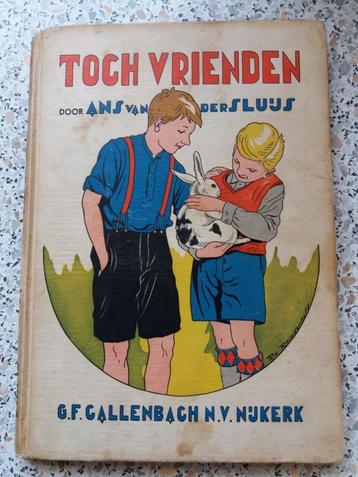 TOCH VRIENDEN
DOOR ANS VAN DER SLUIJS
G.F. CALLENBACH N.V. NIJKERK